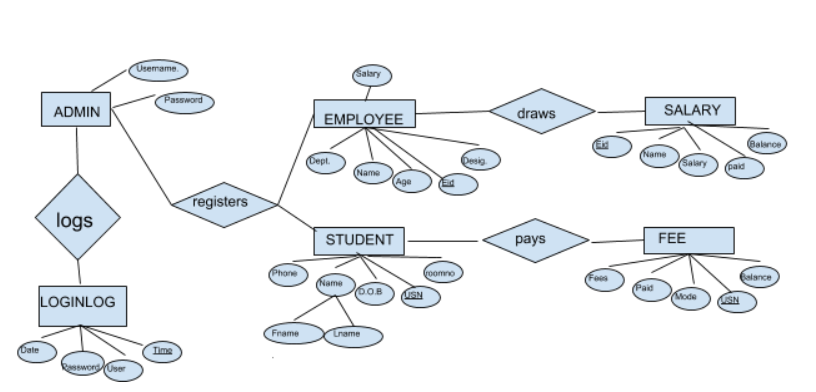 Username.
Salary
ADMIN
Password
EMPLOYEE
draws
SALARY
Dept.
Name
Age
Eid
Desig.
Eid
Name
Salary
paid
Balance
registers
logs
STUDENT
pays
FEE
Phone
Name
D.O.B
USN
roomno
Fees
Paid
Mode
USN
Balance
LOGINLOG
Fname
Lname
Date
Password
User
Time